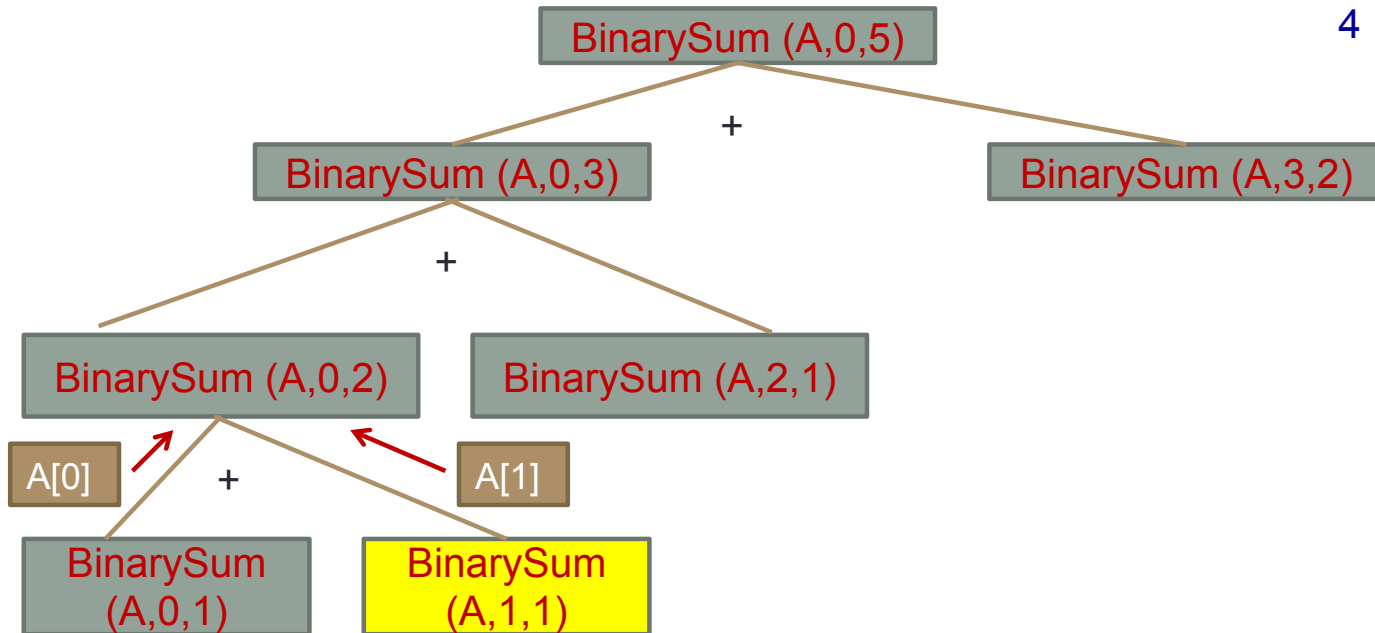 4
BinarySum (A,0,5)
+
BinarySum (A,0,3)
BinarySum (A,3,2)
+
BinarySum (A,0,2)
BinarySum (A,2,1)
A[0]
+
A[1]
BinarySum
(A,0,1)
BinarySum
(A,1,1)